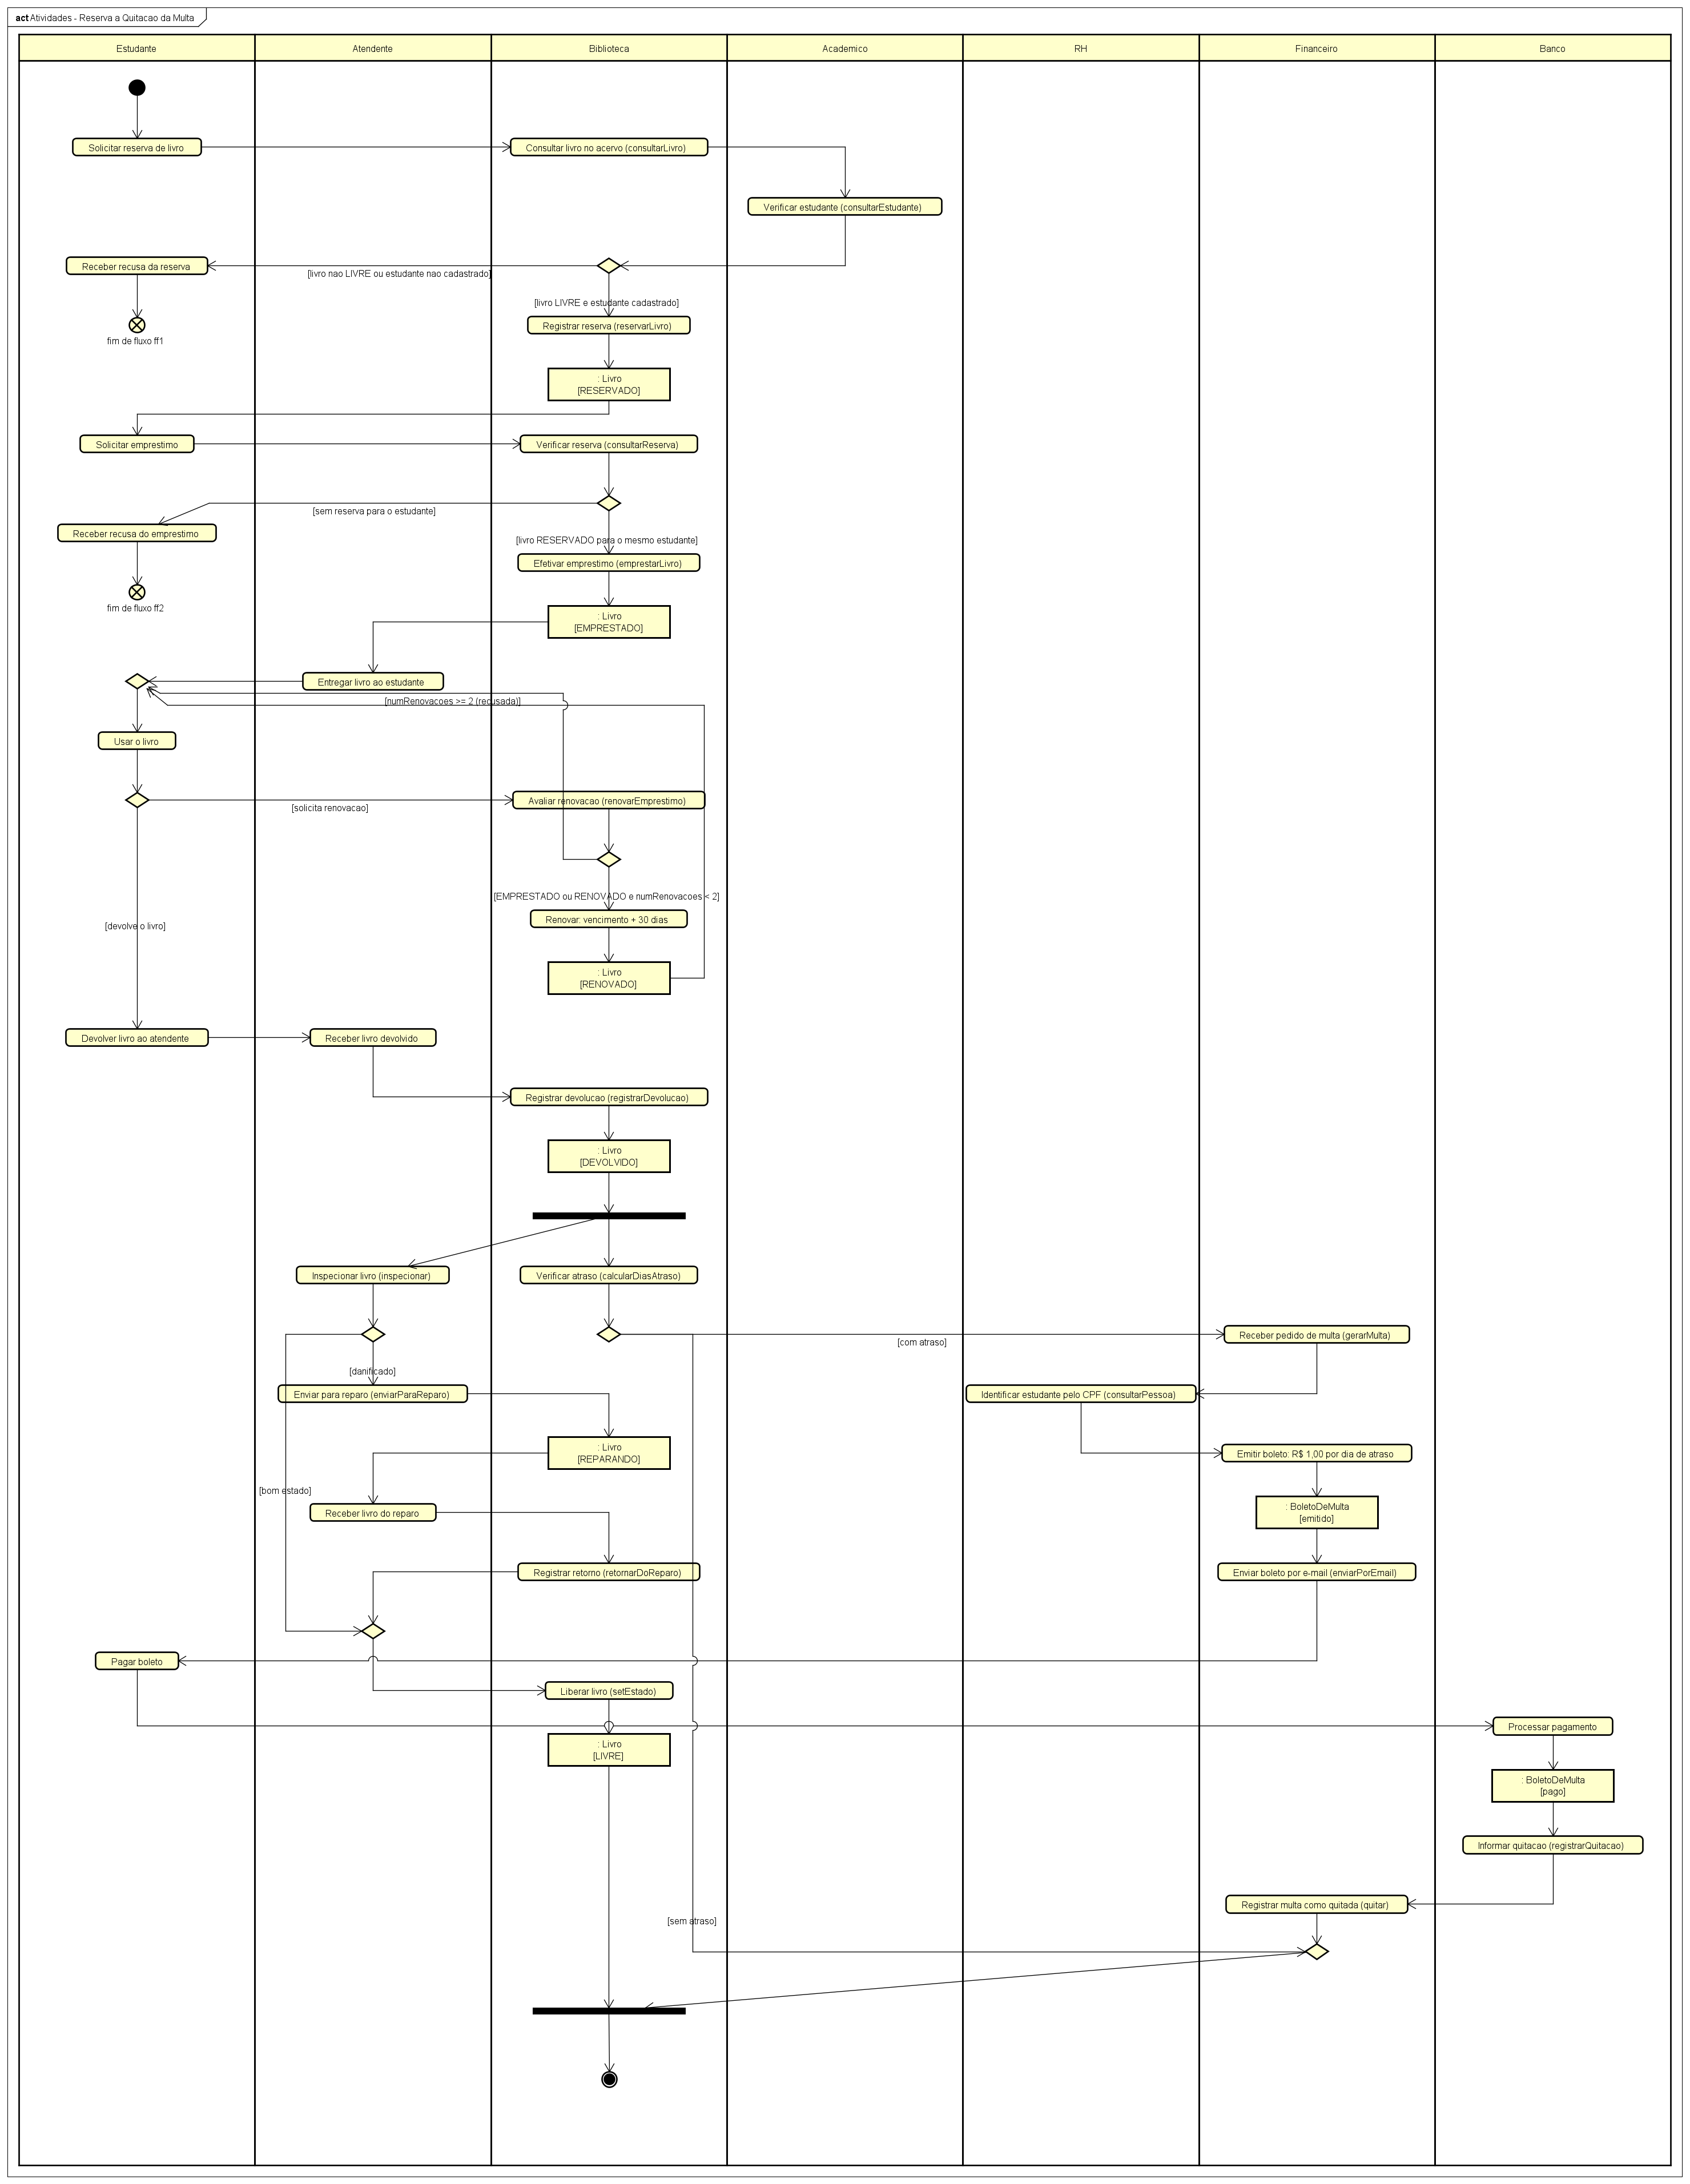 act Atividades - Reserva a Quitacao da Multa
Estudante
Atendente
Biblioteca
Academico
RH
Financeiro
Banco
Solicitar reserva de livro
Consultar livro no acervo (consultarLivro)
Verificar estudante (consultarEstudante)
Receber recusa da reserva
[livro nao LIVRE ou estudante nao cadastrado]
[livro LIVRE e estudante cadastrado]
Registrar reserva (reservarLivro)
fim de fluxo ff1
: Livro
[RESERVADO]
Solicitar emprestimo
Verificar reserva (consultarReserva)
[sem reserva para o estudante]
Receber recusa do emprestimo
[livro RESERVADO para o mesmo estudante]
Efetivar emprestimo (emprestarLivro)
fim de fluxo ff2
: Livro
[EMPRESTADO]
Entregar livro ao estudante
[numRenovacoes >= 2 (recusada)]
Usar o livro
[solicita renovacao]
Avaliar renovacao (renovarEmprestimo)
[EMPRESTADO ou RENOVADO e numRenovacoes < 2]
Renovar: vencimento + 30 dias
[devolve o livro]
: Livro
[RENOVADO]
Devolver livro ao atendente
Receber livro devolvido
Registrar devolucao (registrarDevolucao)
: Livro
[DEVOLVIDO]
Inspecionar livro (inspecionar)
Verificar atraso (calcularDiasAtraso)
[com atraso]
Receber pedido de multa (gerarMulta)
[danificado]
Enviar para reparo (enviarParaReparo)
Identificar estudante pelo CPF (consultarPessoa)
: Livro
[REPARANDO]
Emitir boleto: R$ 1,00 por dia de atraso
[bom estado]
Receber livro do reparo
: BoletoDeMulta
[emitido]
Registrar retorno (retornarDoReparo)
Enviar boleto por e-mail (enviarPorEmail)
Pagar boleto
Liberar livro (setEstado)
Processar pagamento
: Livro
[LIVRE]
: BoletoDeMulta
[pago]
Informar quitacao (registrarQuitacao)
Registrar multa como quitada (quitar)
[sem atraso]